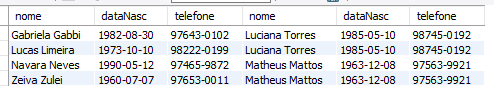 nome dataNasc telefone nome dataNasc telefone
Gabriela Gabbi 1982-08-30 97643-0102 Luciana Torres 1985-05-10 98745-0192
Lucas Limeira 1973-10-10 98222-0199 Luciana Torres 1985-05-10 98745-0192
Navara Neves 1990-05-12 97465-9872 Matheus Mattos 1963-12-08 97563-9921
Zeiva Zulei 1960-07-07 97653-0011 Matheus Mattos 1963-12-08 97563-9921